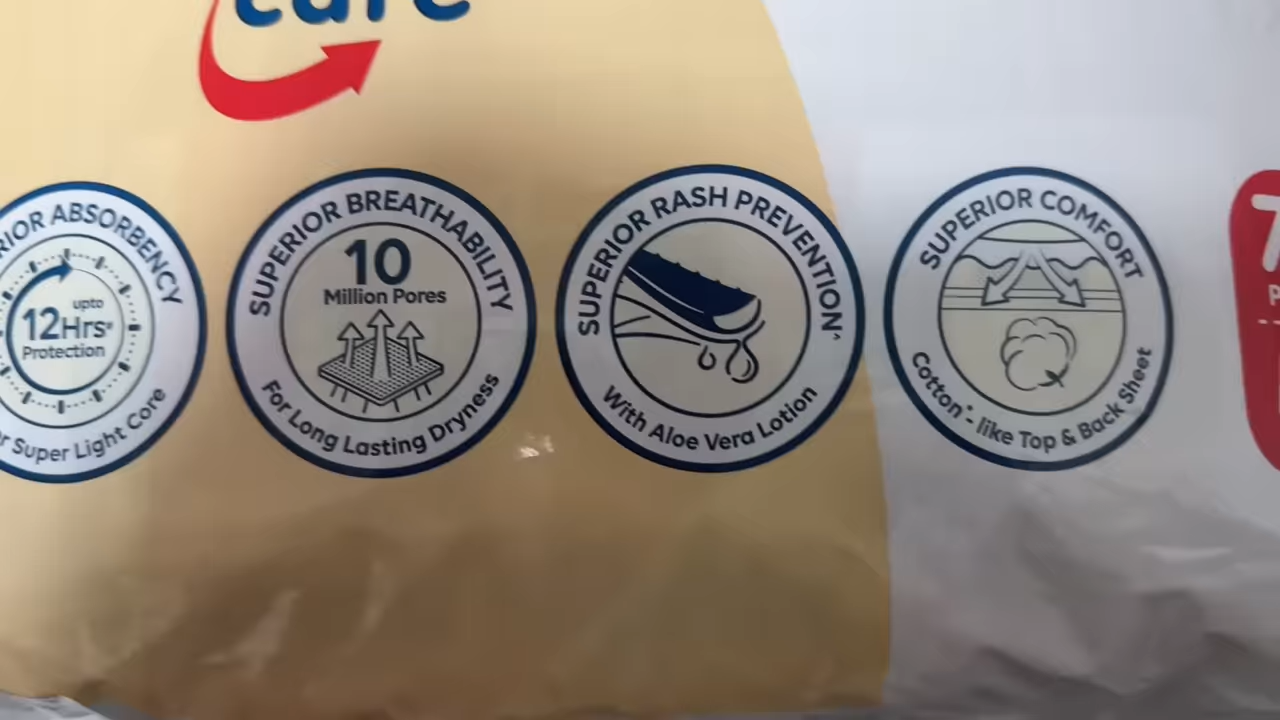 care
RIOR ABSORBENCY
upto
12Hrs#
Protection
Super Light Core
SUPERIOR BREATHABILITY
10
Million Pores
For Long Lasting Dryness
SUPERIOR RASH PREVENTION^
With Aloe Vera Lotion
SUPERIOR COMFORT
Cotton*- like Top & Back Sheet
7
P